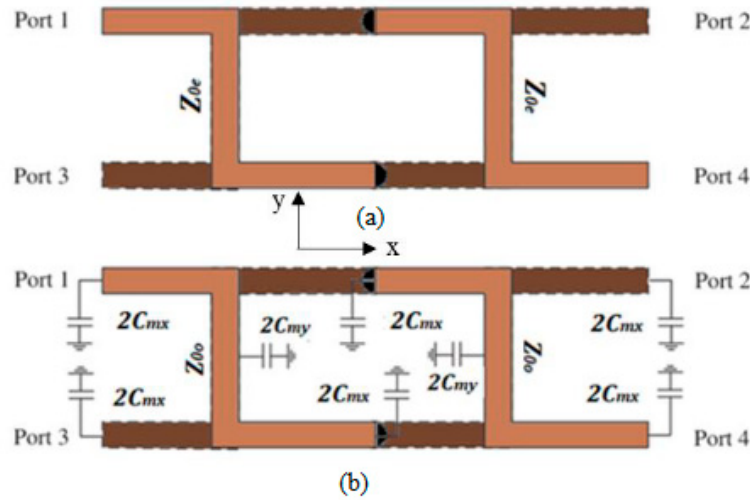 Port 1 Port 2
Z0e Z0e
Port 3 Port 4
y
(a)
x
Port 1 Port 2
2Cmx 2Cmy 2Cmx 2Cmx
Z0o Z0o
2Cmx 2Cmx 2Cmy 2Cmx
Port 3 Port 4
(b)